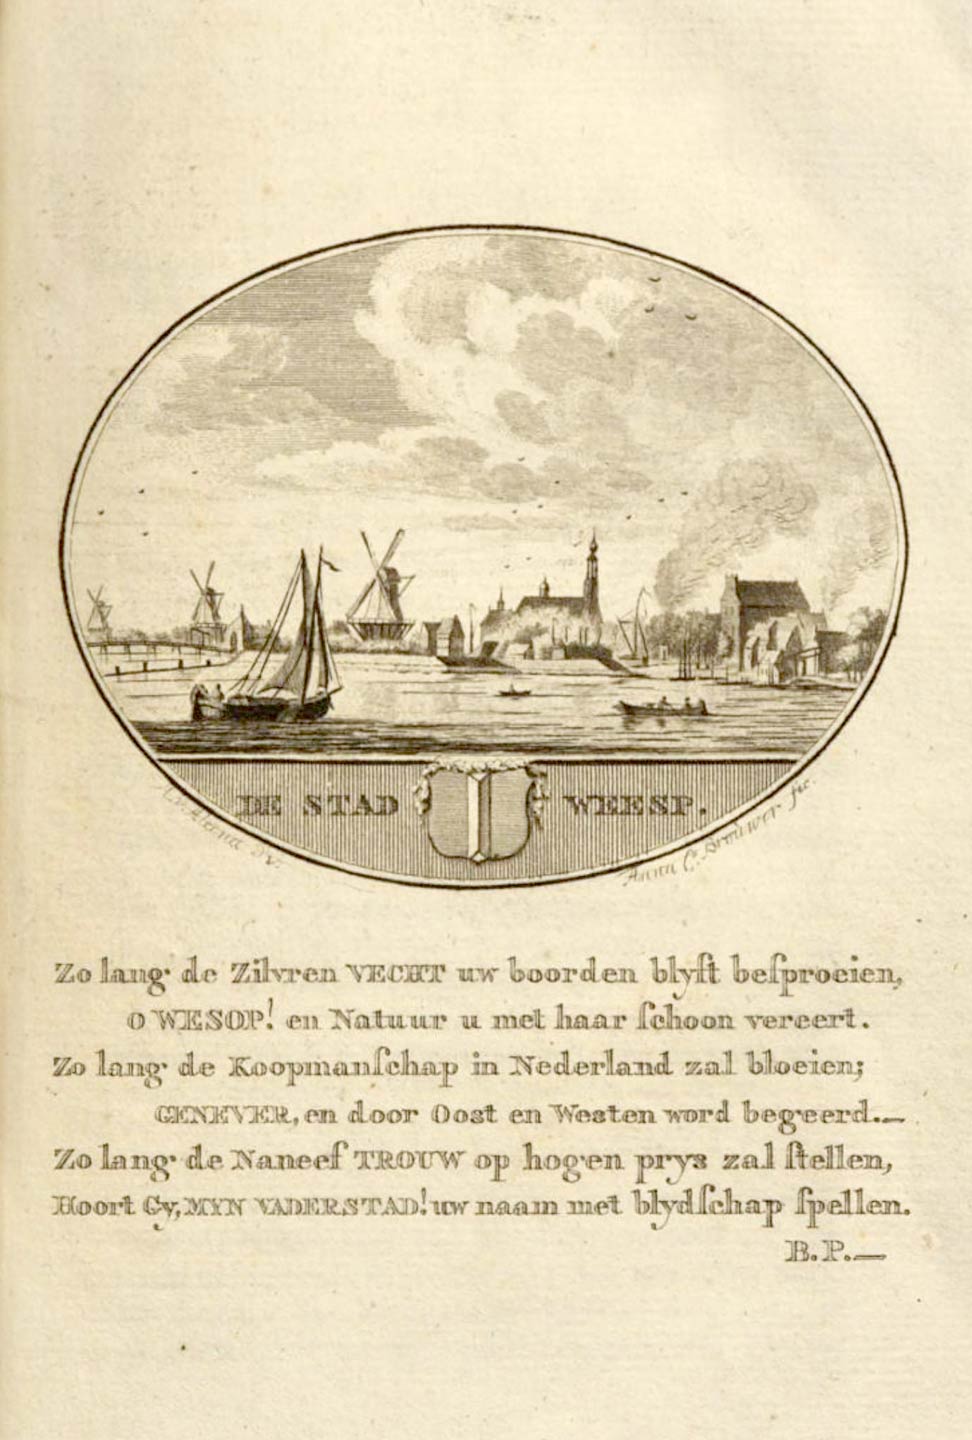 DE STAD WEESP.
Anna C. Brouwer fec.
Zo lang de Zilvren VECHT uw boorden blyft beſproeien,
O WESOP! en Natuur u met haar ſchoon vereert.
Zo lang de Koopmanſchap in Nederland zal bloeien;
GENEVER, en door Oost en Westen word begeerd.—
Zo lang de Naneef TROUW op hogen prys zal ſtellen,
Hoort Gy, MYN VADERSTAD! uw naam met blydſchap ſpellen.
B. P.—